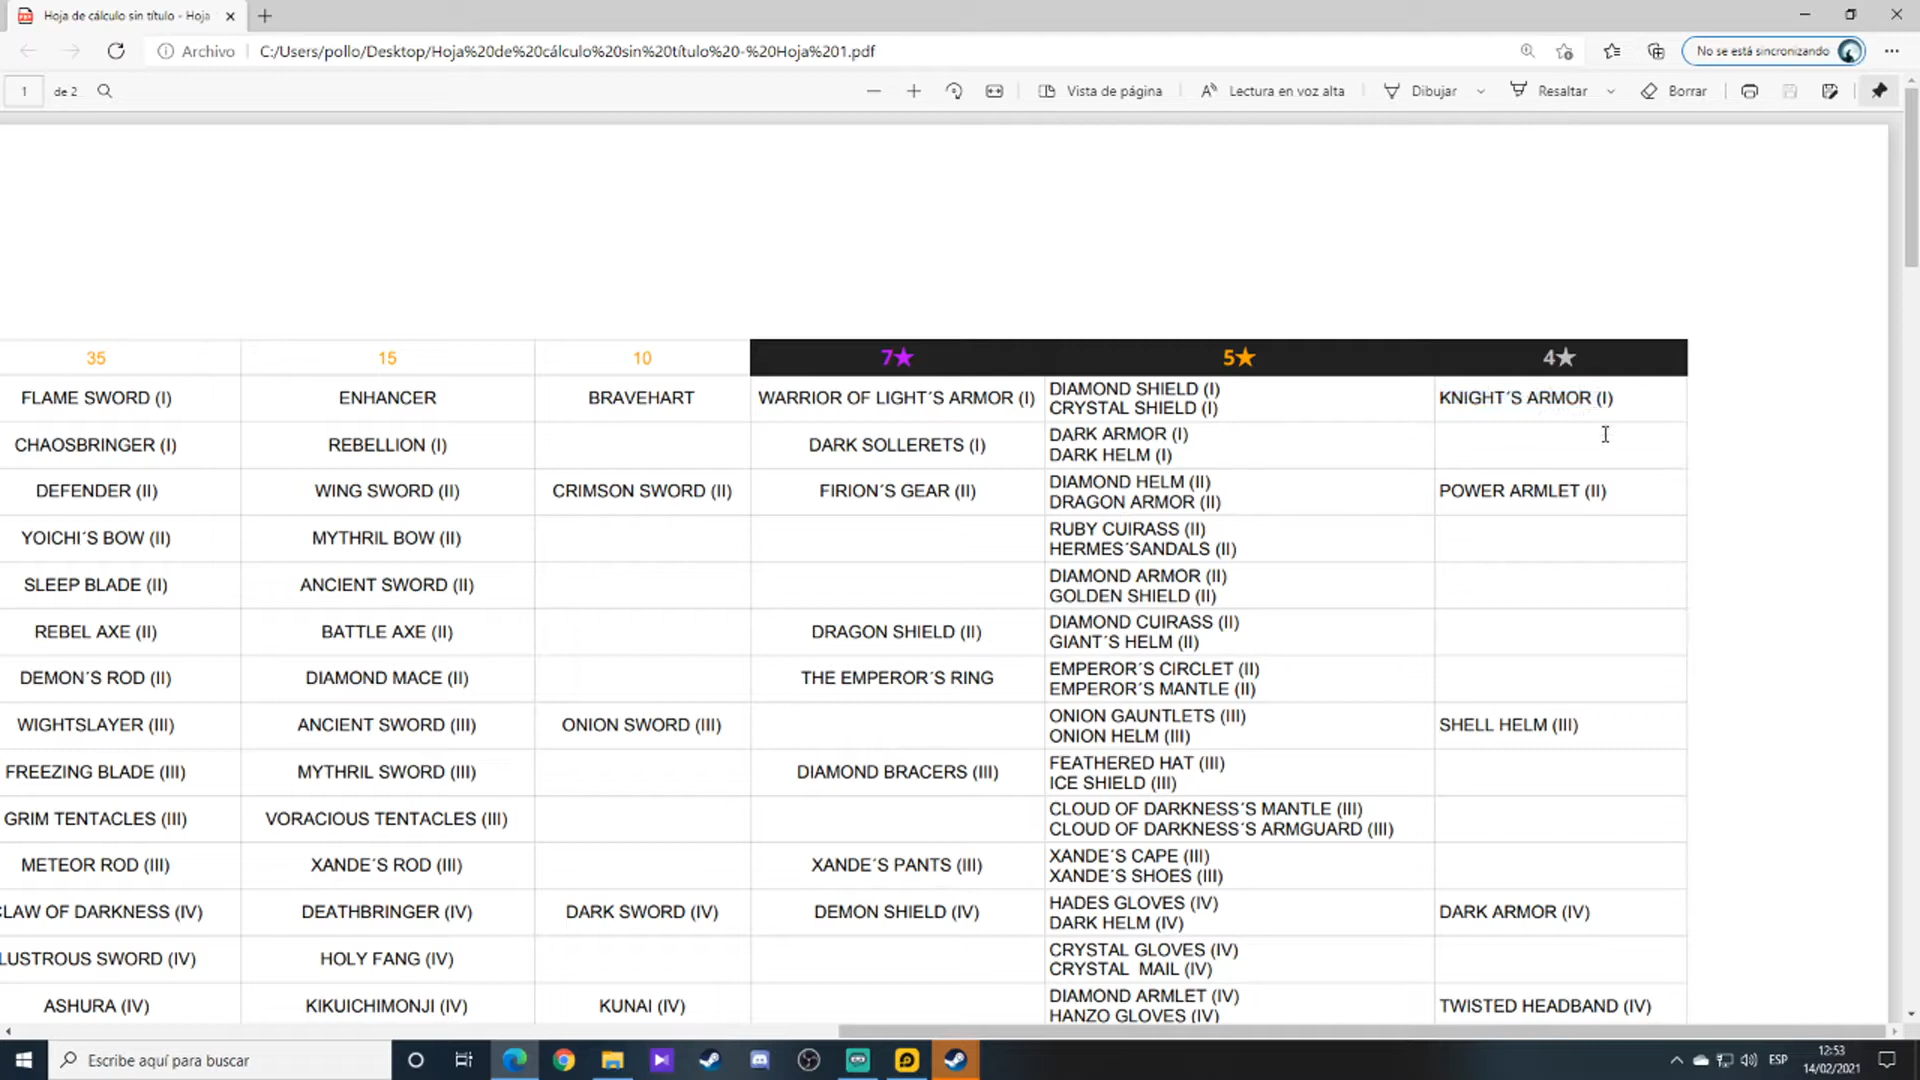 Hoja de cálculo sin título - Hoja
Archivo
C:/Users/pollo/Desktop/Hoja%20de%20cálculo%20sin%20título%20-%20Hoja%201.pdf
No se está sincronizando
1 de 2
Vista de página
Lectura en voz alta
Dibujar
Resaltar
Borrar
35 15 10 7★ 5★ 4★
FLAME SWORD (I) ENHANCER BRAVEHART WARRIOR OF LIGHT´S ARMOR (I) DIAMOND SHIELD (I) KNIGHT´S ARMOR (I)
CRYSTAL SHIELD (I)
CHAOSBRINGER (I) REBELLION (I) DARK SOLLERETS (I) DARK ARMOR (I)
DARK HELM (I)
DEFENDER (II) WING SWORD (II) CRIMSON SWORD (II) FIRION´S GEAR (II) DIAMOND HELM (II) POWER ARMLET (II)
DRAGON ARMOR (II)
YOICHI´S BOW (II) MYTHRIL BOW (II) RUBY CUIRASS (II)
HERMES´SANDALS (II)
SLEEP BLADE (II) ANCIENT SWORD (II) DIAMOND ARMOR (II)
GOLDEN SHIELD (II)
REBEL AXE (II) BATTLE AXE (II) DRAGON SHIELD (II) DIAMOND CUIRASS (II)
GIANT´S HELM (II)
DEMON´S ROD (II) DIAMOND MACE (II) THE EMPEROR´S RING EMPEROR´S CIRCLET (II)
EMPEROR´S MANTLE (II)
WIGHTSLAYER (III) ANCIENT SWORD (III) ONION SWORD (III) ONION GAUNTLETS (III) SHELL HELM (III)
ONION HELM (III)
FREEZING BLADE (III) MYTHRIL SWORD (III) DIAMOND BRACERS (III) FEATHERED HAT (III)
ICE SHIELD (III)
GRIM TENTACLES (III) VORACIOUS TENTACLES (III) CLOUD OF DARKNESS´S MANTLE (III)
CLOUD OF DARKNESS´S ARMGUARD (III)
METEOR ROD (III) XANDE´S ROD (III) XANDE´S PANTS (III) XANDE´S CAPE (III)
XANDE´S SHOES (III)
CLAW OF DARKNESS (IV) DEATHBRINGER (IV) DARK SWORD (IV) DEMON SHIELD (IV) HADES GLOVES (IV) DARK ARMOR (IV)
DARK HELM (IV)
LUSTROUS SWORD (IV) HOLY FANG (IV) CRYSTAL GLOVES (IV)
CRYSTAL MAIL (IV)
ASHURA (IV) KIKUICHIMONJI (IV) KUNAI (IV) DIAMOND ARMLET (IV) TWISTED HEADBAND (IV)
HANZO GLOVES (IV)
Escribe aquí para buscar
ESP
12:53
14/02/2021